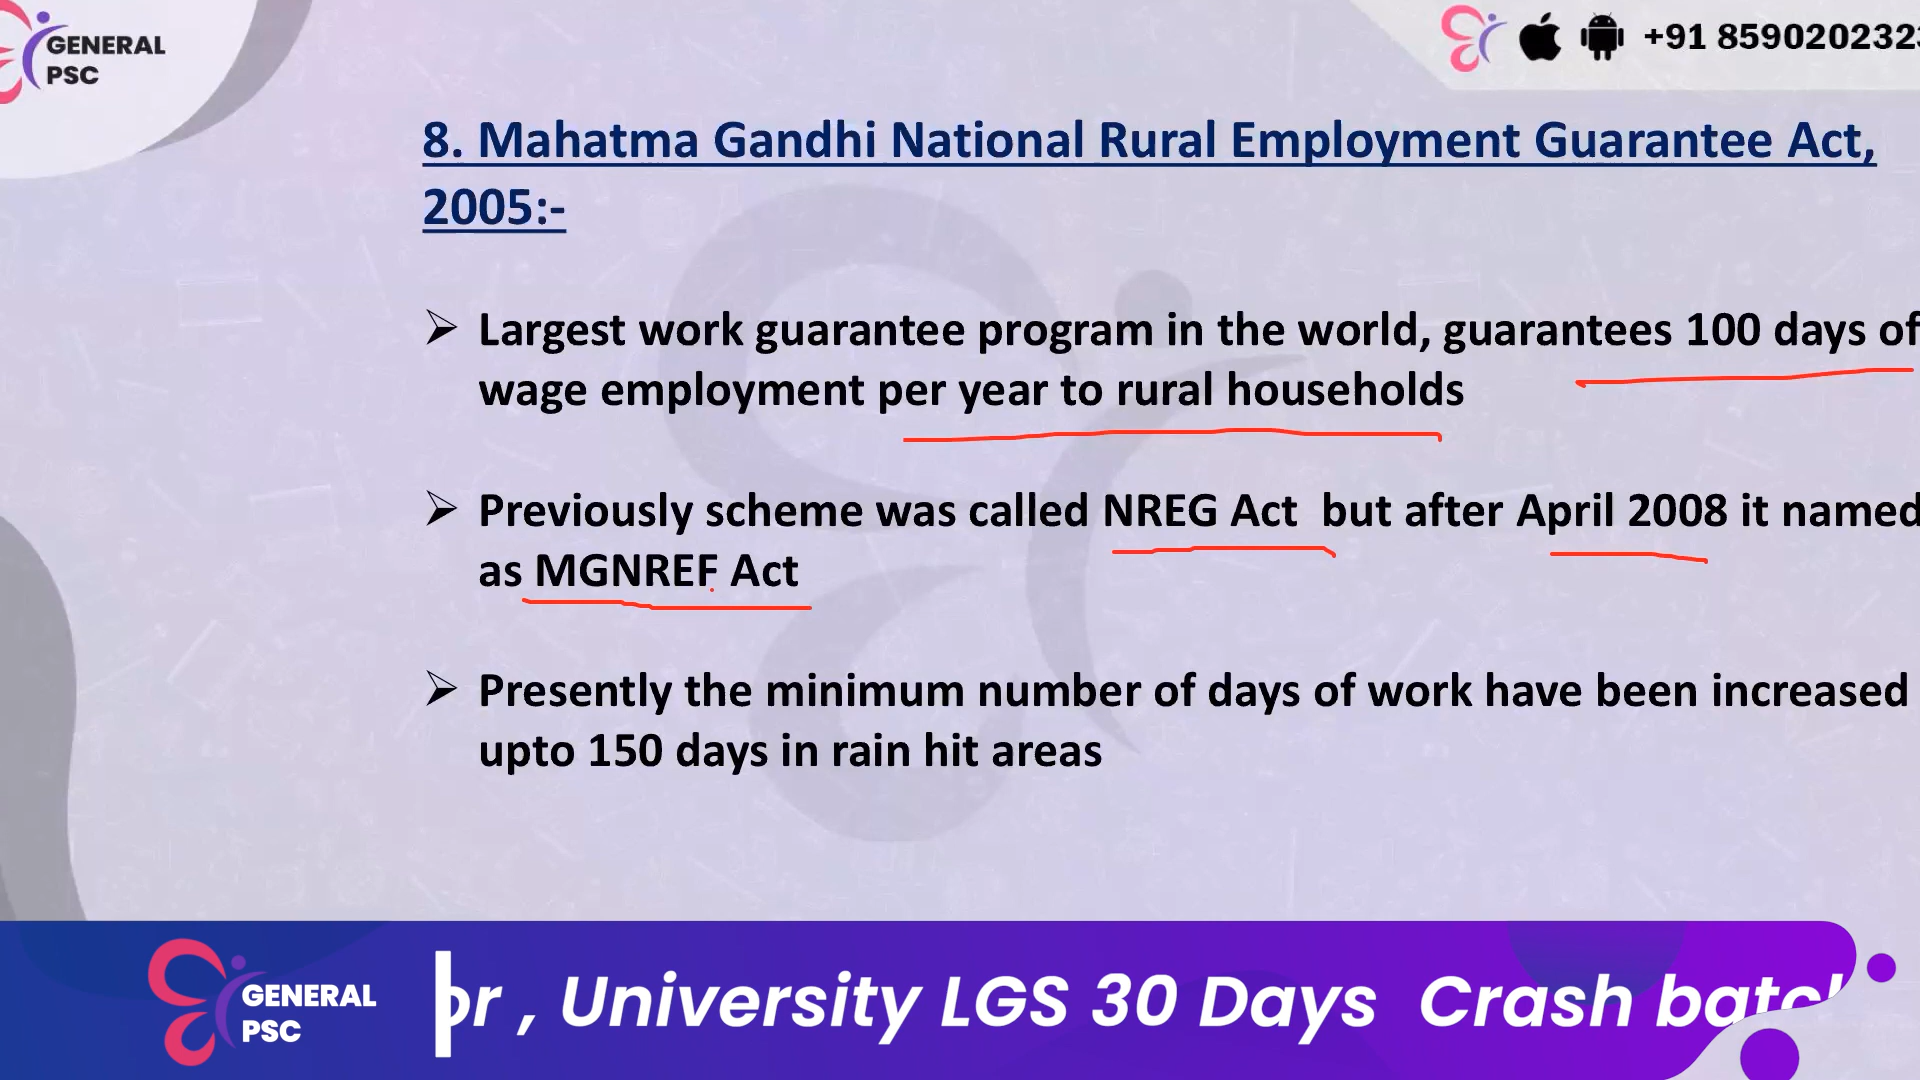 GENERAL
PSC
+91 859020232
8. Mahatma Gandhi National Rural Employment Guarantee Act,
2005:-
➢ Largest work guarantee program in the world, guarantees 100 days of
wage employment per year to rural households
➢ Previously scheme was called NREG Act but after April 2008 it named
as MGNREF Act
➢ Presently the minimum number of days of work have been increased
upto 150 days in rain hit areas
GENERAL
PSC
or , University LGS 30 Days Crash batch